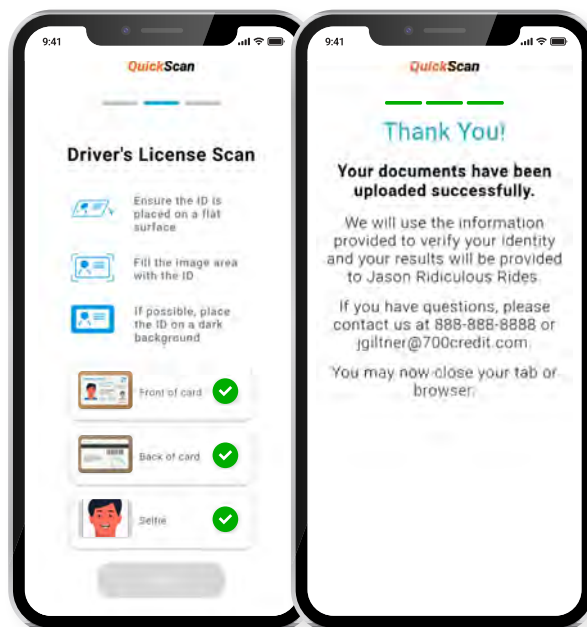 9:41
QuickScan
Driver's License Scan
Ensure the ID is
placed on a flat
surface
Fill the image area
with the ID
If possible, place
the ID on a dark
background
Front of card
Back of card
Selfie
9:41
QuickScan
Thank You!
Your documents have been
uploaded successfully.
We will use the information
provided to verify your identity
and your results will be provided
to Jason Ridiculous Rides
If you have questions, please
contact us at 888-888-8888 or
jgiltner@700credit.com.
You may now close your tab or
browser.